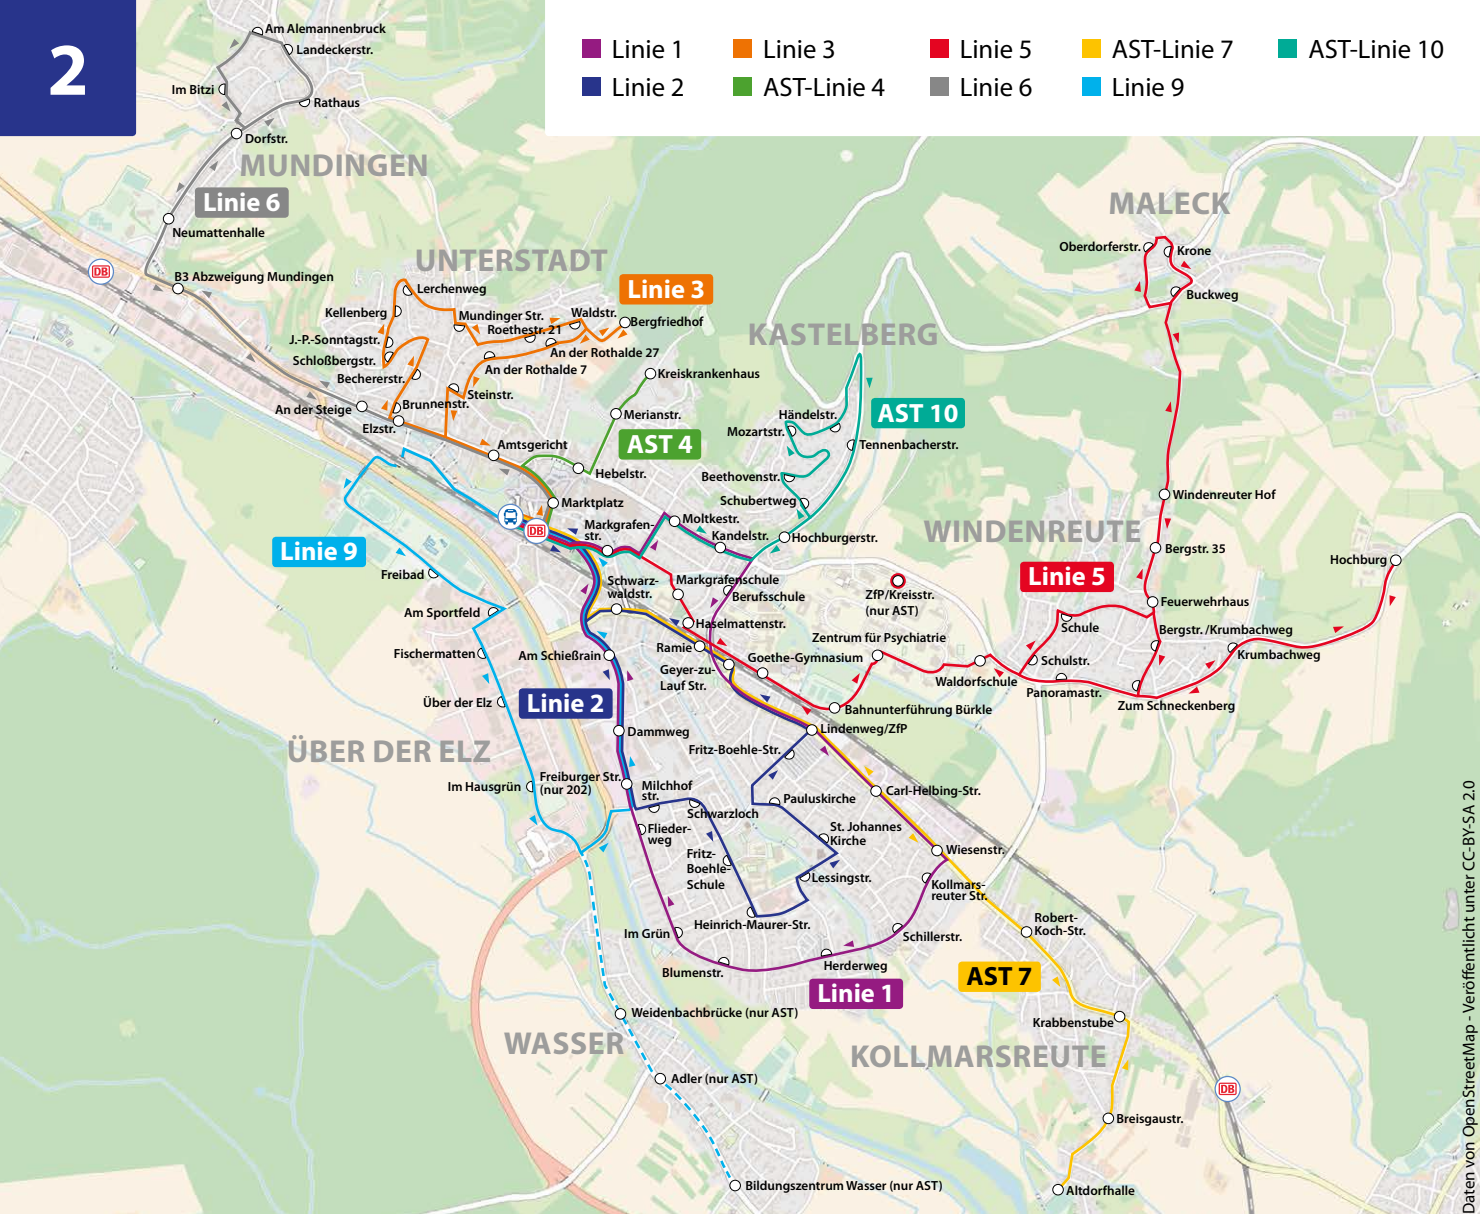 2
Linie 1
Linie 3
Linie 5
AST-Linie 7
AST-Linie 10
Linie 2
AST-Linie 4
Linie 6
Linie 9
Am Alemannenbruck
Landeckerstr.
Im Bitzi
Rathaus
Dorfstr.
MUNDINGEN
Linie 6
Neumattenhalle
DB
B3 Abzweigung Mundingen
UNTERSTADT
Lerchenweg
Linie 3
Kellenberg
Mundinger Str.
Waldstr.
Roethestr. 21
Bergfriedhof
J.-P.-Sonntagstr.
Schloßbergstr.
An der Rothalde 27
An der Rothalde 7
Bechererstr.
Steinstr.
An der Steige
Brunnenstr.
Elzstr.
Amtsgericht
Kreiskrankenhaus
Merianstr.
AST 4
Hebelstr.
Marktplatz
DB
KASTELBERG
Händelstr.
AST 10
Mozartstr.
Tennenbacherstr.
Beethovenstr.
Schubertweg
Markgrafen-
str.
Moltkestr.
Kandelstr.
Hochburgerstr.
MALECK
Oberdorferstr.
Krone
Buckweg
Windenreuter Hof
WINDENREUTE
Bergstr. 35
Hochburg
Linie 5
Feuerwehrhaus
Schule
Bergstr./Krumbachweg
Krumbachweg
Schulstr.
Panoramastr.
Zum Schneckenberg
Waldorfschule
ZfP/Kreisstr.
(nur AST)
Zentrum für Psychiatrie
Linie 9
Freibad
Am Sportfeld
Fischermatten
Über der Elz
ÜBER DER ELZ
Im Hausgrün
Schwarz-
waldstr.
Markgrafenschule
Berufsschule
Haselmattenstr.
Ramie
Geyer-zu-
Lauf Str.
Goethe-Gymnasium
Am Schießrain
Linie 2
Bahnunterführung Bürkle
Lindenweg/ZfP
Dammweg
Fritz-Boehle-Str.
Freiburger Str.
(nur 202)
Milchhof
str.
Schwarzloch
Pauluskirche
Carl-Helbing-Str.
Flieder-
weg
St. Johannes
Kirche
Fritz-
Boehle-
Schule
Lessingstr.
Wiesenstr.
Kollmars-
reuter Str.
Heinrich-Maurer-Str.
Im Grün
Schillerstr.
Blumenstr.
Herderweg
Linie 1
Robert-
Koch-Str.
AST 7
Krabbenstube
KOLLMARSREUTE
DB
Breisgaustr.
Altdorfhalle
Weidenbachbrücke (nur AST)
WASSER
Adler (nur AST)
Bildungszentrum Wasser (nur AST)
Daten von OpenStreetMap - Veröffentlicht unter CC-BY-SA 2.0